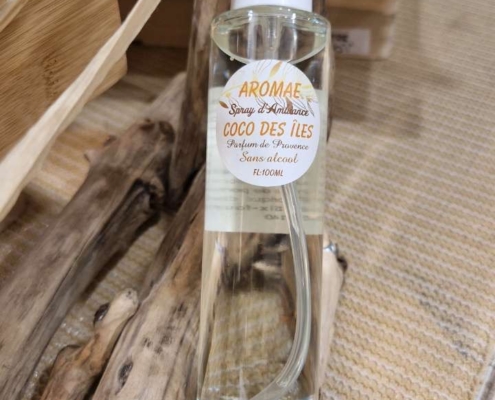 AROMAE
Spray d'Ambiance
COCO DES ÎLES
Parfum de Provence
Sans alcool
FL:100ML